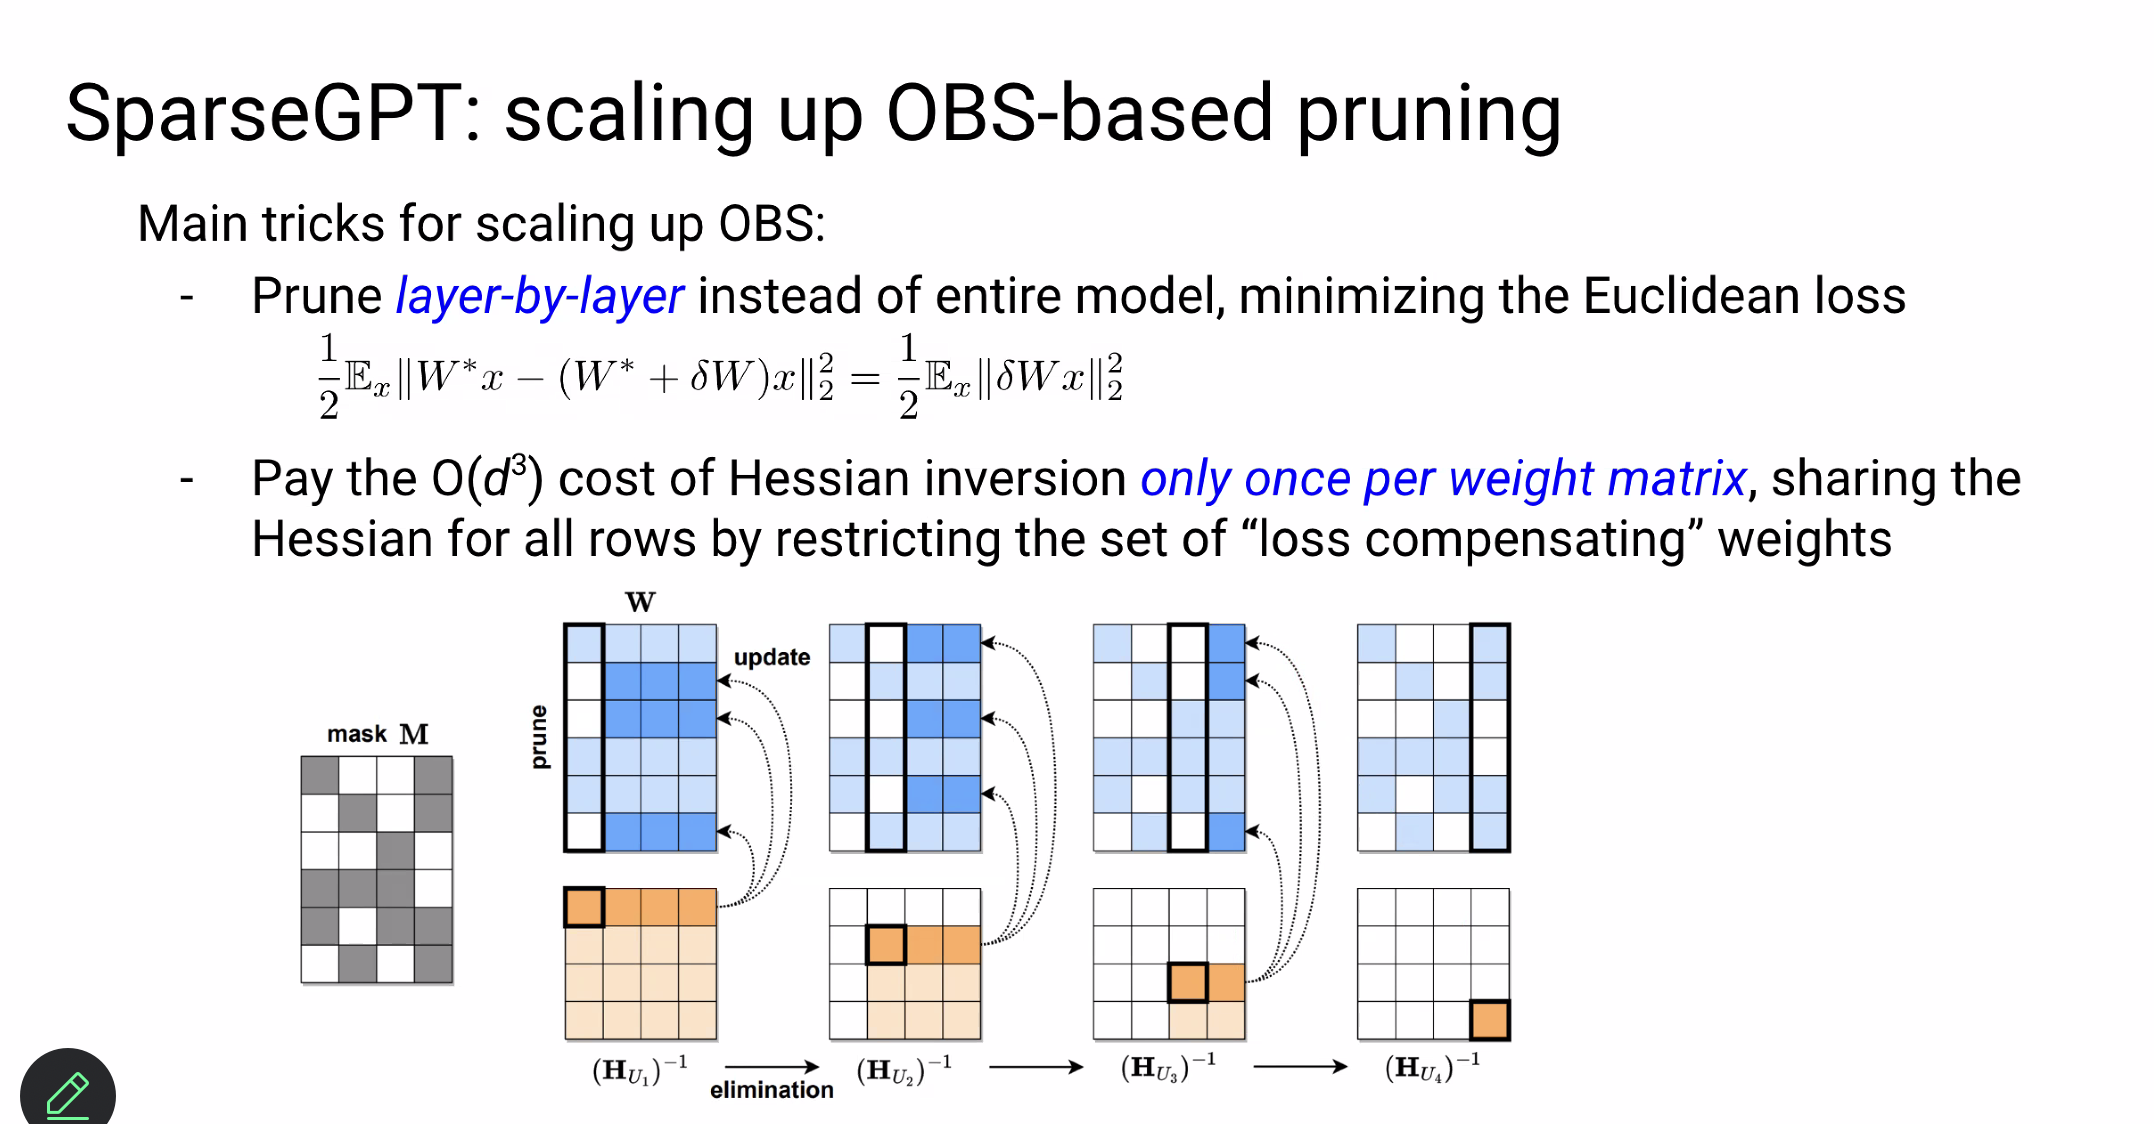 SparseGPT: scaling up OBS-based pruning
Main tricks for scaling up OBS:
- Prune layer-by-layer instead of entire model, minimizing the Euclidean loss
$\frac{1}{2}\mathbb{E}_x\|W^*x - (W^* + \delta W)x\|_2^2 = \frac{1}{2}\mathbb{E}_x\|\delta Wx\|_2^2$
- Pay the O(d³) cost of Hessian inversion only once per weight matrix, sharing the
Hessian for all rows by restricting the set of “loss compensating” weights
W
update
prune
mask M
$(\mathbf{H}_{U_1})^{-1}$
elimination
$(\mathbf{H}_{U_2})^{-1}$
$(\mathbf{H}_{U_3})^{-1}$
$(\mathbf{H}_{U_4})^{-1}$